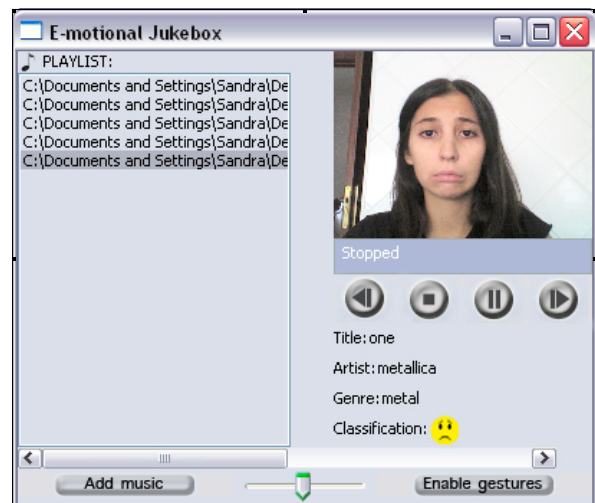 E-motional Jukebox
PLAYLIST:
C:\Documents and Settings\Sandra\De
C:\Documents and Settings\Sandra\De
C:\Documents and Settings\Sandra\De
C:\Documents and Settings\Sandra\De
C:\Documents and Settings\Sandra\De
Stopped
Title: one
Artist: metallica
Genre: metal
Classification:
Add music
Enable gestures